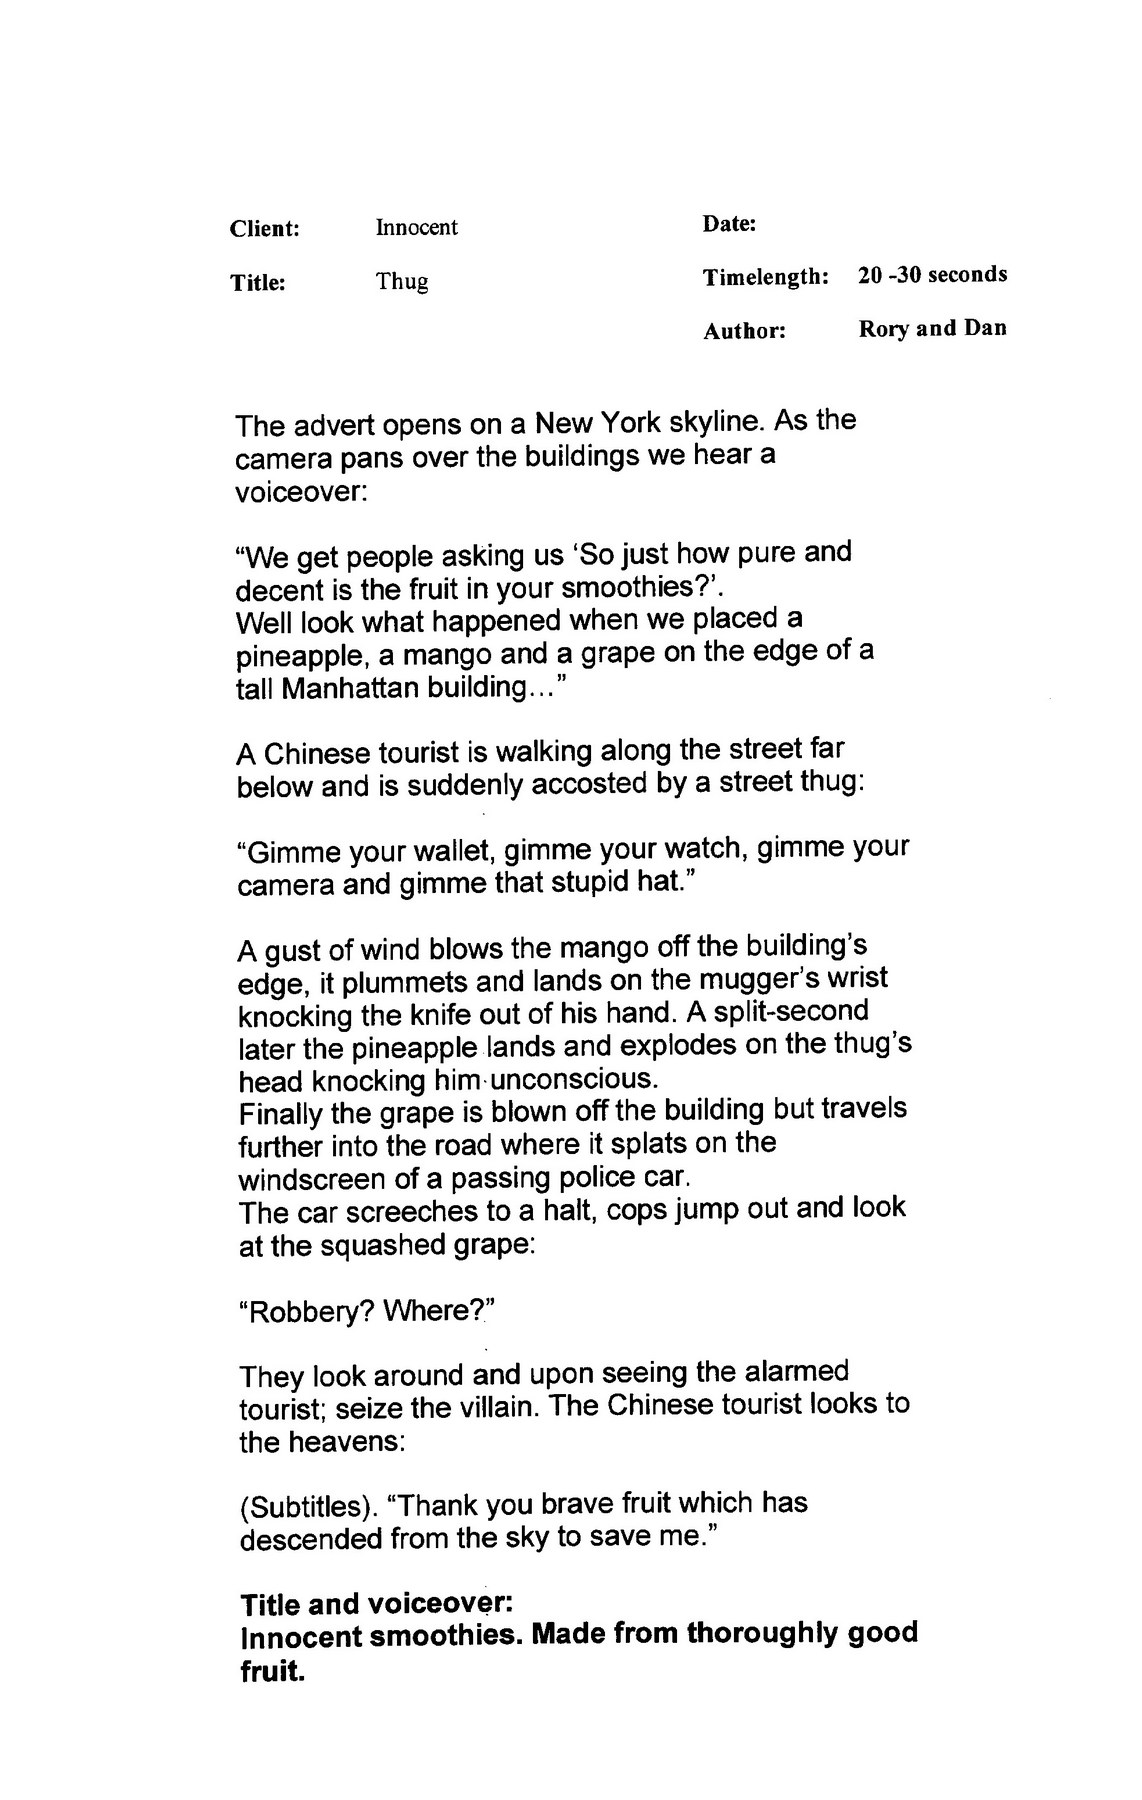 Client: Innocent Date:
Title: Thug Timelength: 20 -30 seconds
Author: Rory and Dan
The advert opens on a New York skyline. As the
camera pans over the buildings we hear a
voiceover:
“We get people asking us ‘So just how pure and
decent is the fruit in your smoothies?’.
Well look what happened when we placed a
pineapple, a mango and a grape on the edge of a
tall Manhattan building…”
A Chinese tourist is walking along the street far
below and is suddenly accosted by a street thug:
“Gimme your wallet, gimme your watch, gimme your
camera and gimme that stupid hat.”
A gust of wind blows the mango off the building’s
edge, it plummets and lands on the mugger’s wrist
knocking the knife out of his hand. A split-second
later the pineapple lands and explodes on the thug’s
head knocking him unconscious.
Finally the grape is blown off the building but travels
further into the road where it splats on the
windscreen of a passing police car.
The car screeches to a halt, cops jump out and look
at the squashed grape:
“Robbery? Where?”
They look around and upon seeing the alarmed
tourist; seize the villain. The Chinese tourist looks to
the heavens:
(Subtitles). “Thank you brave fruit which has
descended from the sky to save me.”
Title and voiceover:
Innocent smoothies. Made from thoroughly good
fruit.